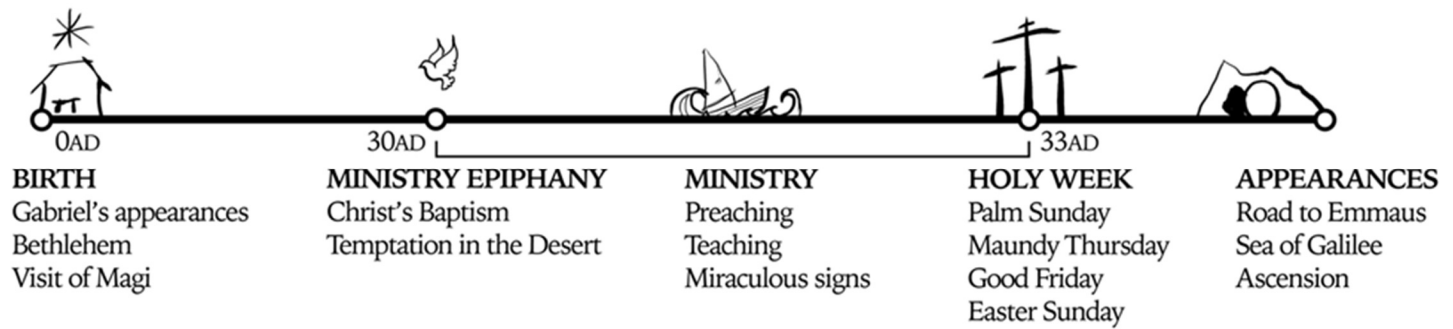 0AD
30AD
33AD
BIRTH
Gabriel’s appearances
Bethlehem
Visit of Magi
MINISTRY EPIPHANY
Christ’s Baptism
Temptation in the Desert
MINISTRY
Preaching
Teaching
Miraculous signs
HOLY WEEK
Palm Sunday
Maundy Thursday
Good Friday
Easter Sunday
APPEARANCES
Road to Emmaus
Sea of Galilee
Ascension